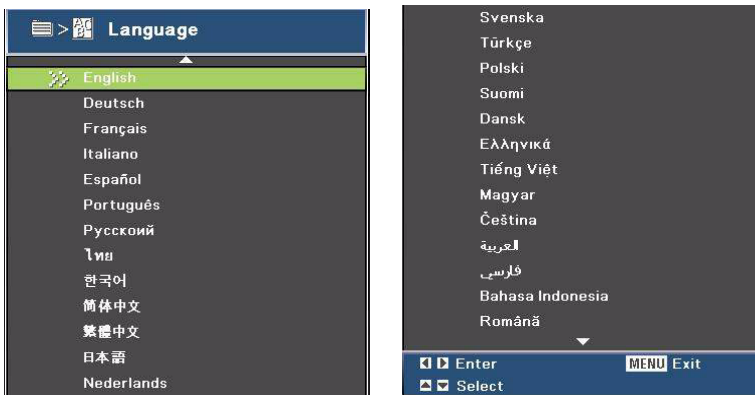 > Language
English
Deutsch
Français
Italiano
Español
Português
Русскоий
ไทย
한국어
简体中文
繁體中文
日本語
Nederlands
Svenska
Türkçe
Polski
Suomi
Dansk
Ελληνικά
Tiếng Việt
Magyar
Čeština
العربية
فارسي
Bahasa Indonesia
Română
Enter MENU Exit
Select